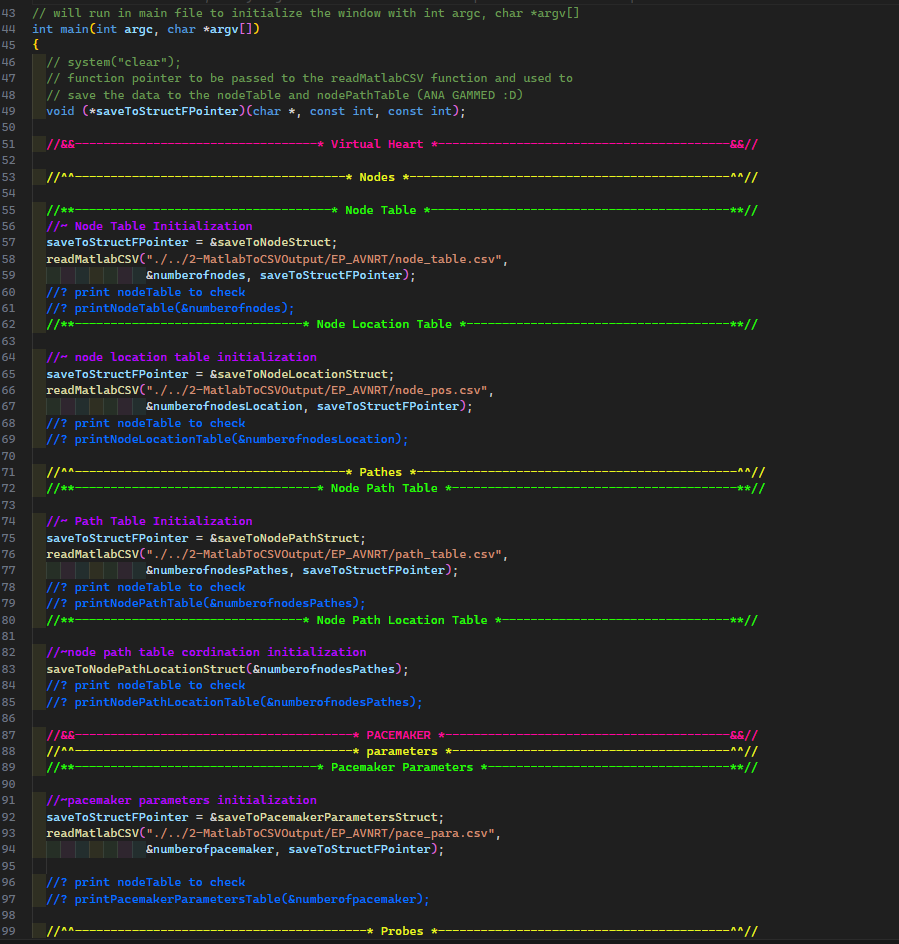 43 // will run in main file to initialize the window with int argc, char *argv[]
44 int main(int argc, char *argv[])
45 {
46 // system("clear");
47 // function pointer to be passed to the readMatlabCSV function and used to
48 // save the data to the nodeTable and nodePathTable (ANA GAMMED :D)
49 void (*saveToStructFPointer)(char *, const int, const int);
50
51 //&&----------------------------------* Virtual Heart *-----------------------------------------&&//
52
53 //^^--------------------------------------* Nodes *---------------------------------------------^^//
54
55 //**------------------------------------* Node Table *------------------------------------------**//
56 //~ Node Table Initialization
57 saveToStructFPointer = &saveToNodeStruct;
58 readMatlabCSV("./../2-MatlabToCSVOutput/EP_AVNRT/node_table.csv",
59 &numberofnodes, saveToStructFPointer);
60 //? print nodeTable to check
61 //? printNodeTable(&numberofnodes);
62 //**--------------------------------* Node Location Table *-------------------------------------**//
63
64 //~ node location table initialization
65 saveToStructFPointer = &saveToNodeLocationStruct;
66 readMatlabCSV("./../2-MatlabToCSVOutput/EP_AVNRT/node_pos.csv",
67 &numberofnodesLocation, saveToStructFPointer);
68 //? print nodeTable to check
69 //? printNodeLocationTable(&numberofnodesLocation);
70
71 //^^--------------------------------------* Pathes *---------------------------------------------^^//
72 //**----------------------------------* Node Path Table *----------------------------------------**//
73
74 //~ Path Table Initialization
75 saveToStructFPointer = &saveToNodePathStruct;
76 readMatlabCSV("./../2-MatlabToCSVOutput/EP_AVNRT/path_table.csv",
77 &numberofnodesPathes, saveToStructFPointer);
78 //? print nodeTable to check
79 //? printNodePathTable(&numberofnodesPathes);
80 //**--------------------------------* Node Path Location Table *--------------------------------**//
81
82 //~node path table cordination initialization
83 saveToNodePathLocationStruct(&numberofnodesPathes);
84 //? print nodeTable to check
85 //? printNodePathLocationTable(&numberofnodesPathes);
86
87 //&&---------------------------------------* PACEMAKER *----------------------------------------&&//
88 //^^---------------------------------------* parameters *---------------------------------------^^//
89 //**----------------------------------* Pacemaker Parameters *----------------------------------**//
90
91 //~pacemaker parameters initialization
92 saveToStructFPointer = &saveToPacemakerParametersStruct;
93 readMatlabCSV("./../2-MatlabToCSVOutput/EP_AVNRT/pace_para.csv",
94 &numberofpacemaker, saveToStructFPointer);
95
96 //? print nodeTable to check
97 //? printPacemakerParametersTable(&numberofpacemaker);
98
99 //^^-----------------------------------------* Probes *-----------------------------------------^^//